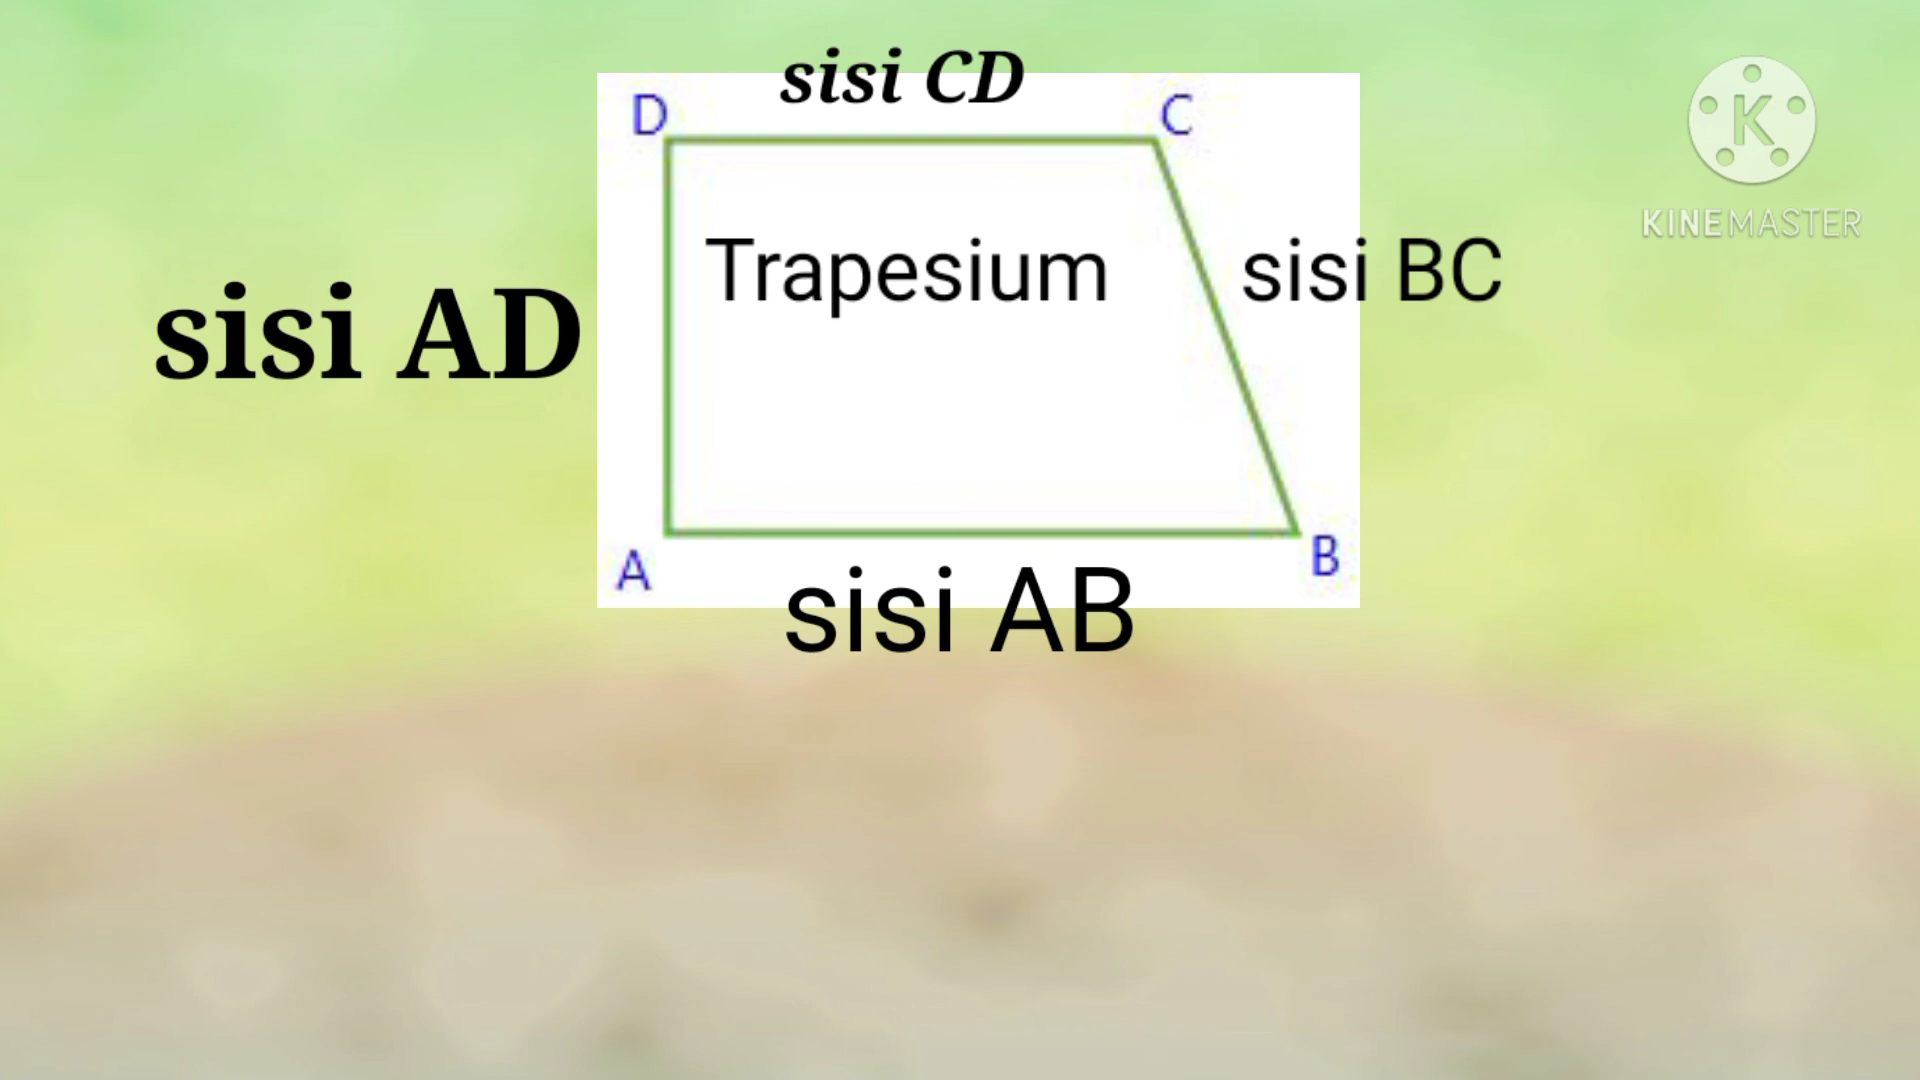 sisi CD
D
C
K
KINEMASTER
Trapesium
sisi BC
sisi AD
A
B
sisi AB